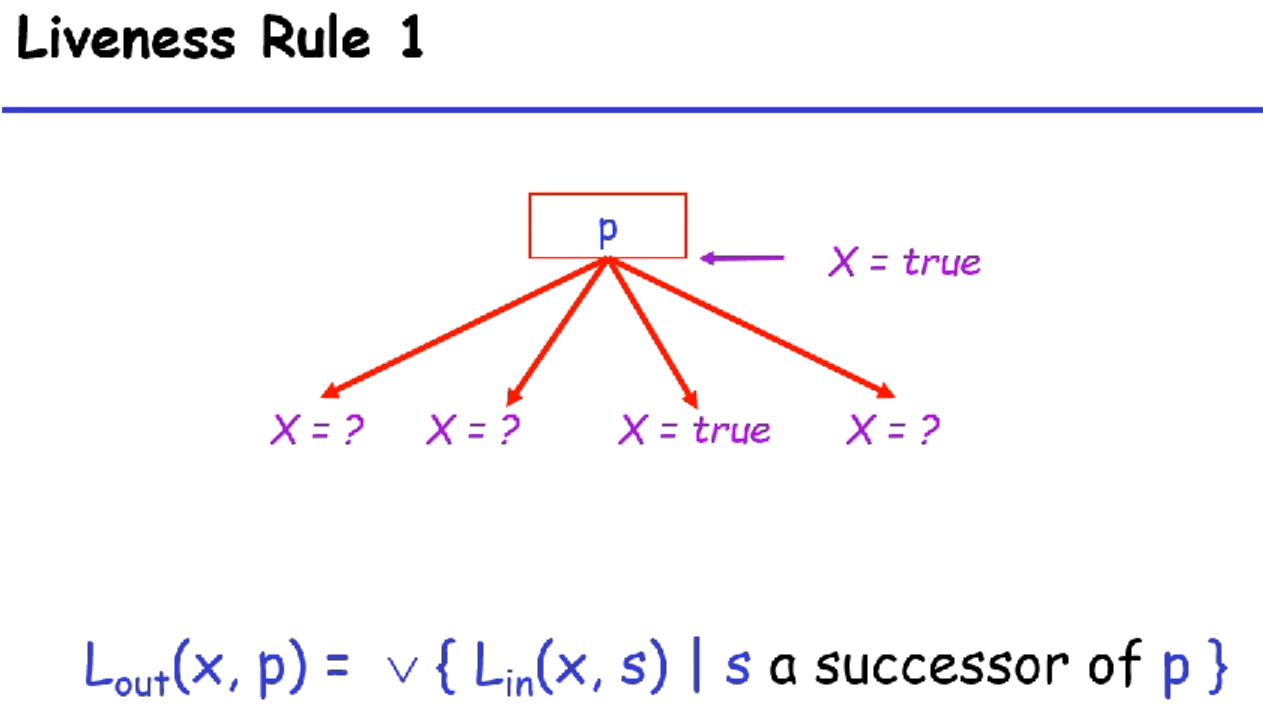 Liveness Rule 1
p
X = true
X = ?
X = ?
X = true
X = ?
Lout(x, p) = ∨ { Lin(x, s) | s a successor of p }